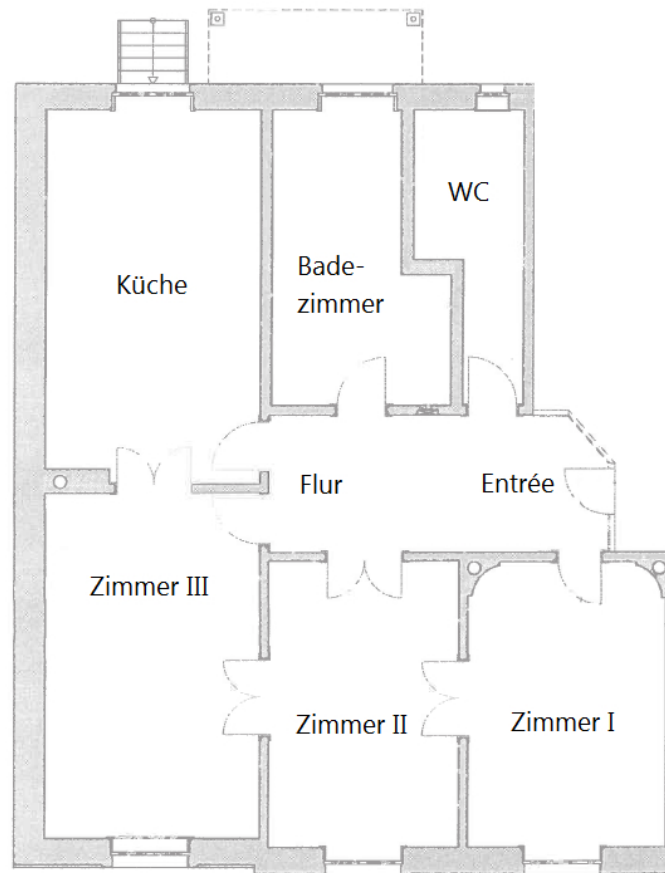 WC
Bade-
zimmer
Küche
Flur
Entrée
Zimmer III
Zimmer II
Zimmer I